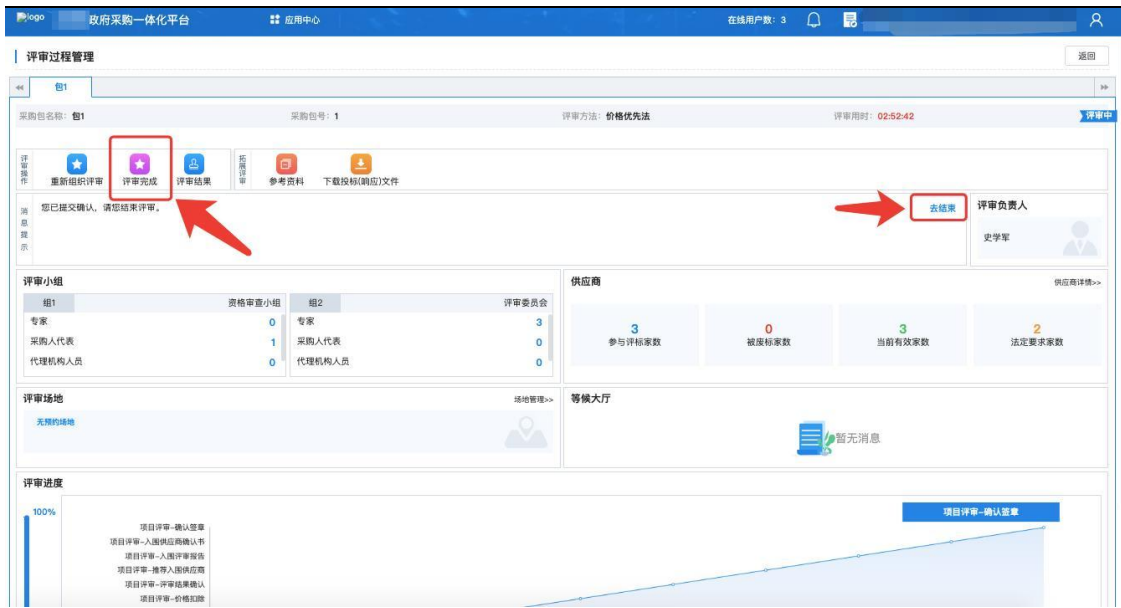 logo 政府采购一体化平台 应用中心 在线用户数：3
评审过程管理 返回
包1
采购包名称：包1 采购包号：1 评审方法：价格优先法 评审用时：02:52:42 评审中
评审操作 重新组织评审 评审完成 评审结果 拓展评审 参考资料 下载投标(响应)文件
消息提示 您已提交确认，请您结束评审。 去结束 评审负责人
史学军
评审小组 供应商 供应商详情>>
组1 资格审查小组 组2 评审委员会
专家 0 专家 3
采购人代表 1 采购人代表 0
代理机构人员 0 代理机构人员 0
3 0 3 2
参与评标家数 被废标家数 当前有效家数 法定要求家数
评审场地 场地管理>> 等候大厅
无预约场地
暂无消息
评审进度
100% 项目评审-确认签章
项目评审-确认签章
项目评审-入围供应商确认书
项目评审-入围评审报告
项目评审-推荐入围供应商
项目评审-评审结果确认
项目评审-价格扣除